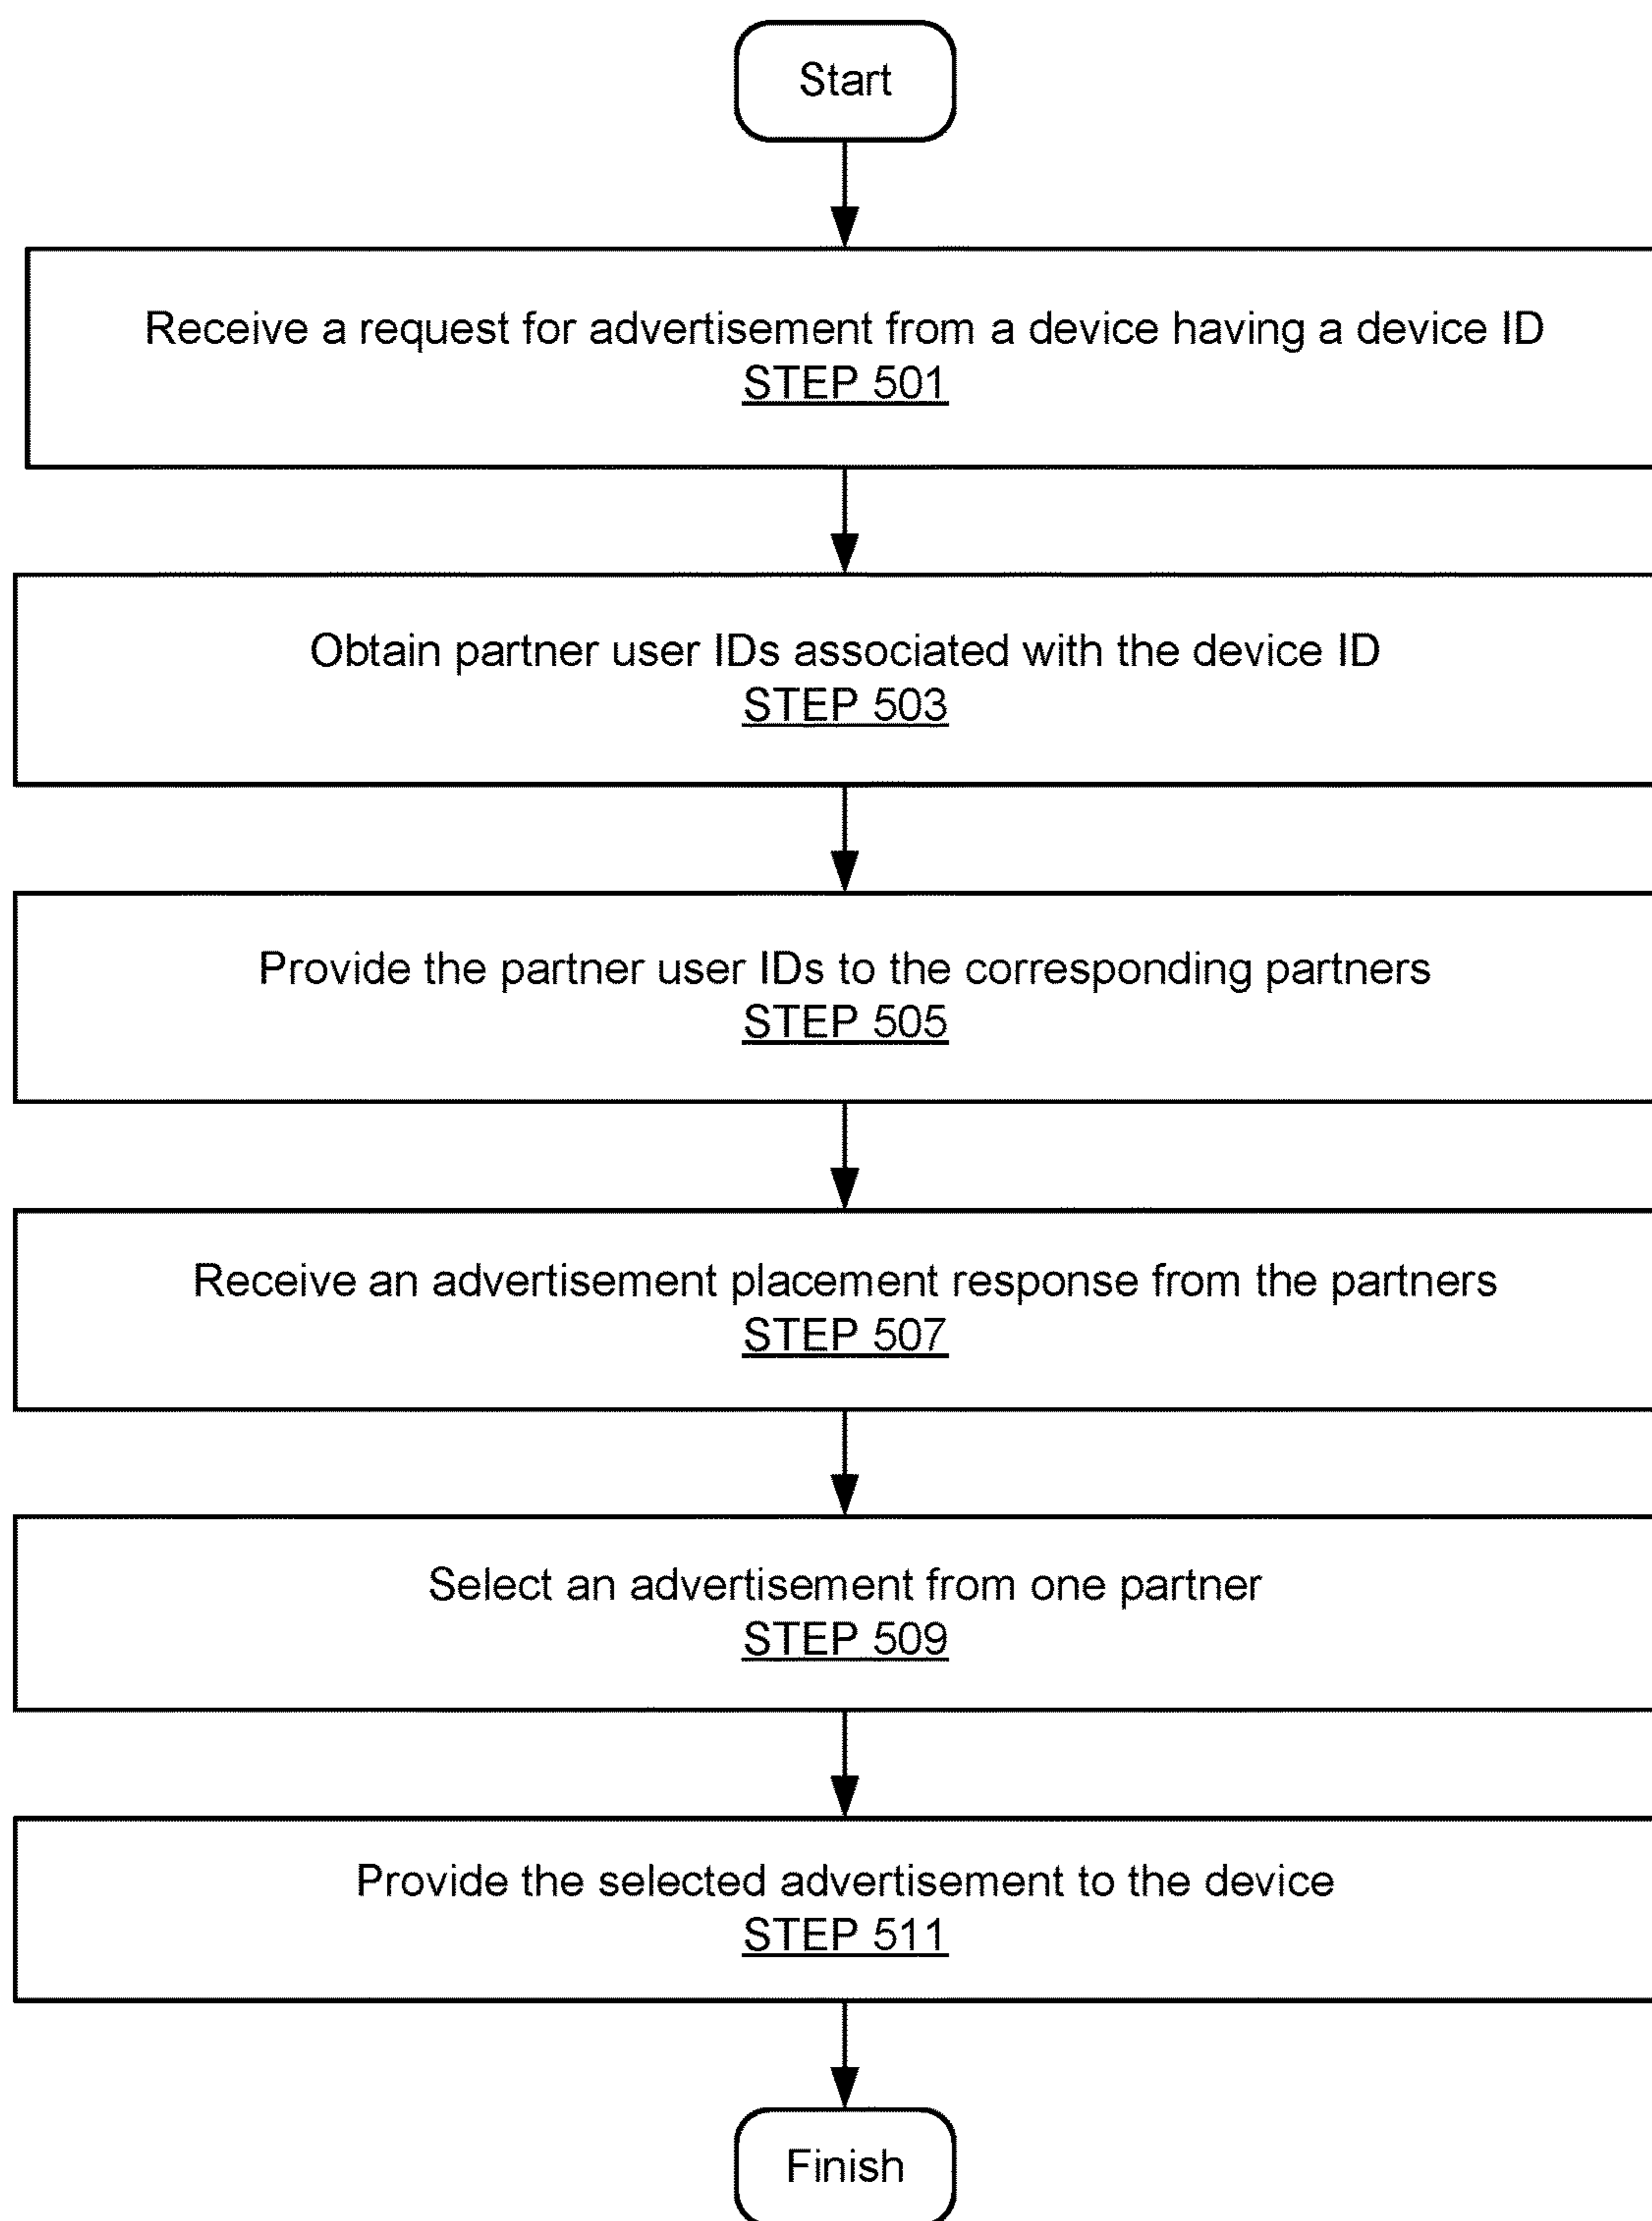 Start
Receive a request for advertisement from a device having a device ID
STEP 501
Obtain partner user IDs associated with the device ID
STEP 503
Provide the partner user IDs to the corresponding partners
STEP 505
Receive an advertisement placement response from the partners
STEP 507
Select an advertisement from one partner
STEP 509
Provide the selected advertisement to the device
STEP 511
Finish